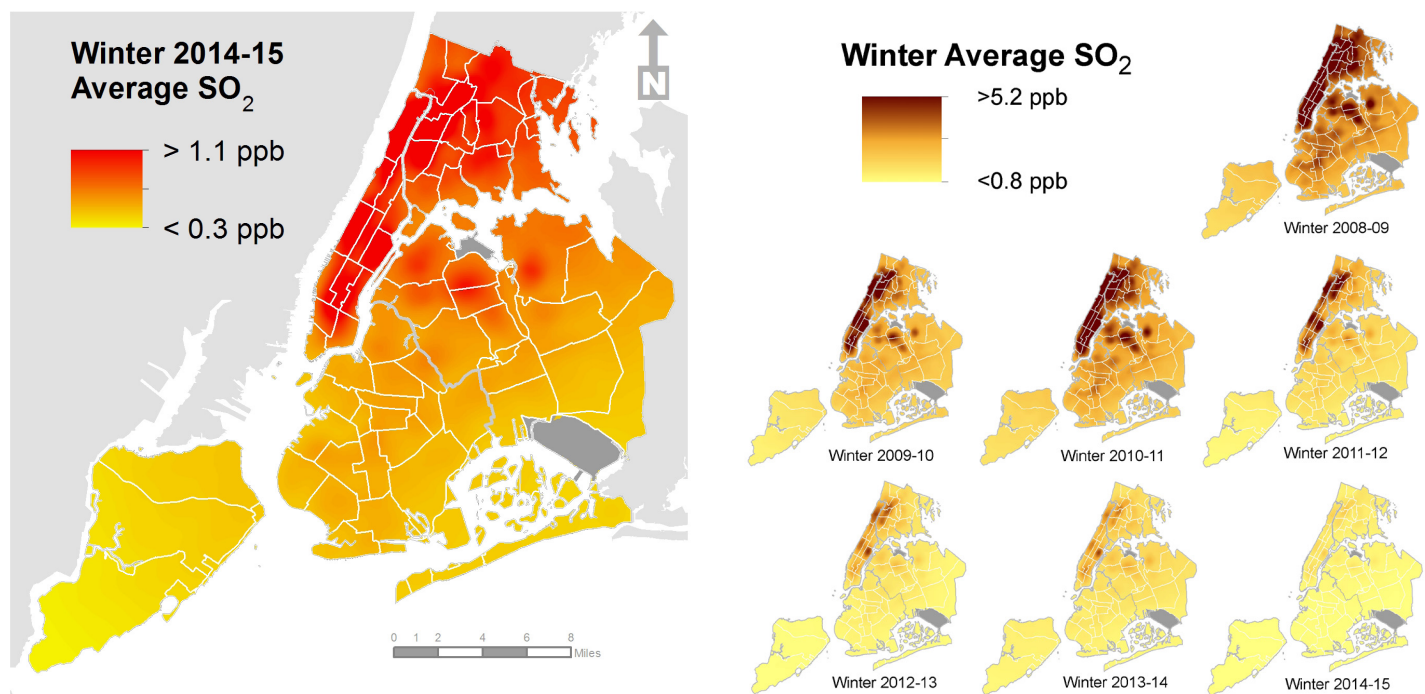 Winter 2014-15
Average SO₂
> 1.1 ppb
< 0.3 ppb
N
0 1 2 4 6 8
Miles
Winter Average SO₂
>5.2 ppb
<0.8 ppb
Winter 2008-09
Winter 2009-10
Winter 2010-11
Winter 2011-12
Winter 2012-13
Winter 2013-14
Winter 2014-15